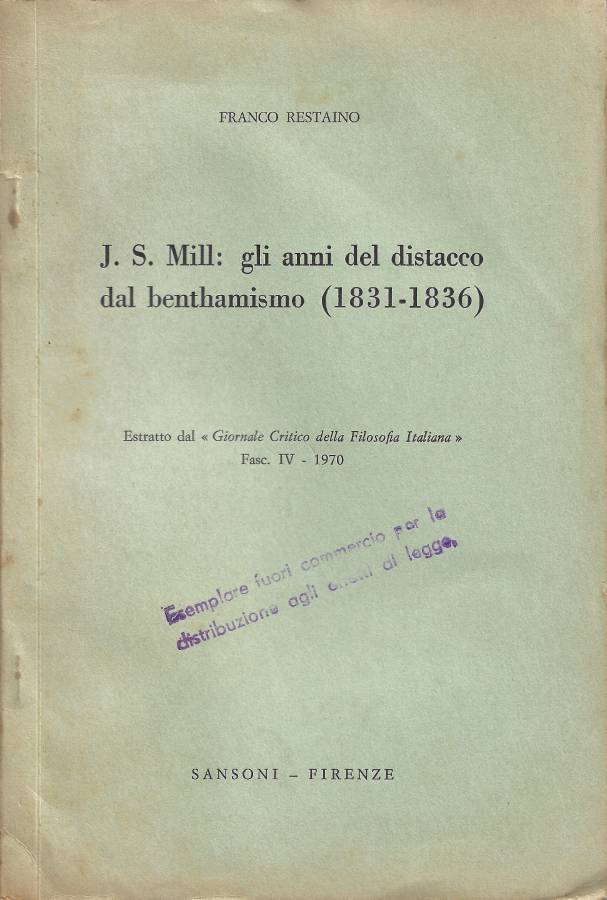 FRANCO RESTAINO
J. S. Mill: gli anni del distacco
dal benthamismo (1831-1836)
Estratto dal « Giornale Critico della Filosofia Italiana »
Fasc. IV - 1970
Esemplare fuori commercio per la
distribuzione agli effetti di legge.
SANSONI – FIRENZE